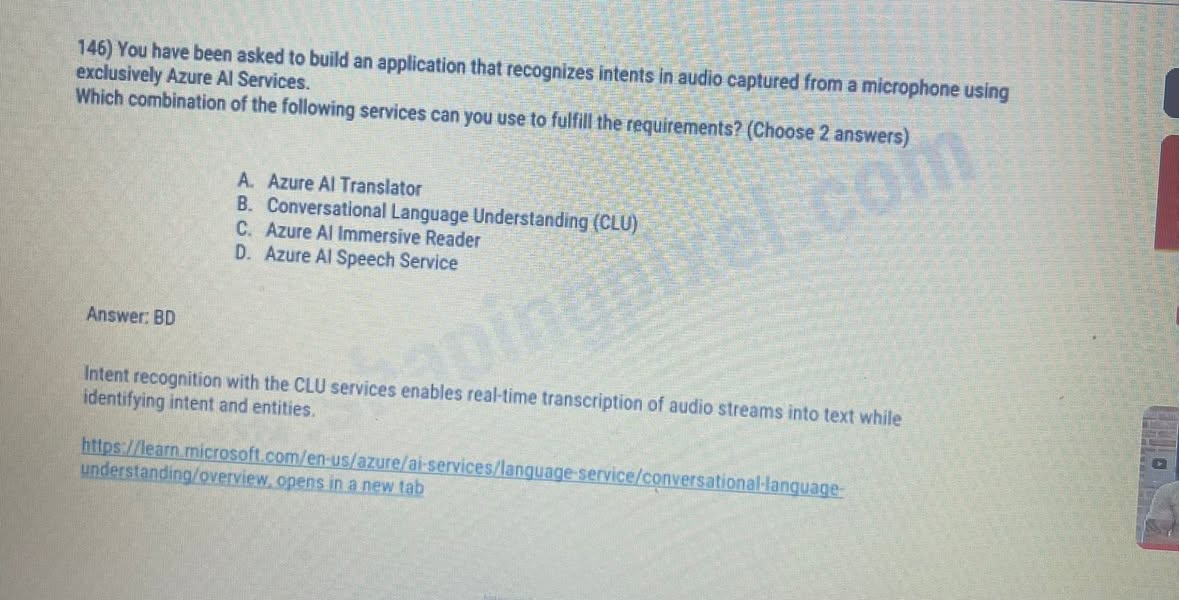 146) You have been asked to build an application that recognizes intents in audio captured from a microphone using
exclusively Azure AI Services.
Which combination of the following services can you use to fulfill the requirements? (Choose 2 answers)
A. Azure AI Translator
B. Conversational Language Understanding (CLU)
C. Azure AI Immersive Reader
D. Azure AI Speech Service
Answer: BD
Intent recognition with the CLU services enables real-time transcription of audio streams into text while
identifying intent and entities.
https://learn.microsoft.com/en-us/azure/ai-services/language-service/conversational-language-
understanding/overview, opens in a new tab